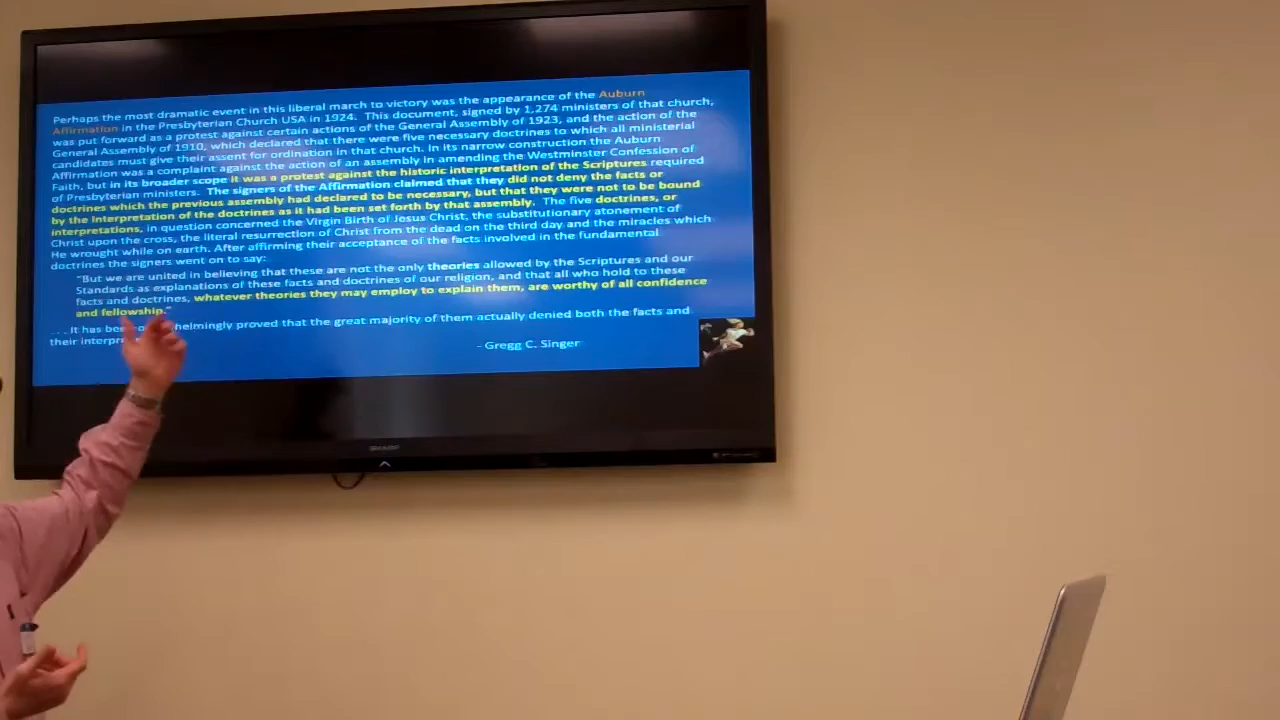 Perhaps the most dramatic event in this liberal march to victory was the appearance of the Auburn
Affirmation in the Presbyterian Church USA in 1924. This document, signed by 1,274 ministers of that church,
was put forward as a protest against certain actions of the General Assembly of 1923, and the action of the
General Assembly of 1910, which declared that there were five necessary doctrines to which all ministerial
candidates must give their assent for ordination in that church. In its narrow construction the Auburn
Affirmation was a complaint against the action of an assembly in amending the Westminster Confession of
Faith, but in its broader scope it was a protest against the historic interpretation of the Scriptures required
of Presbyterian ministers. The signers of the Affirmation claimed that they did not deny the facts or
doctrines which the previous assembly had declared to be necessary, but that they were not to be bound
by the interpretation of the doctrines as it had been set forth by that assembly. The five doctrines, or
interpretations, in question concerned the Virgin Birth of Jesus Christ, the substitutionary atonement of
Christ upon the cross, the literal resurrection of Christ from the dead on the third day and the miracles which
He wrought while on earth. After affirming their acceptance of the facts involved in the fundamental
doctrines the signers went on to say:
"But we are united in believing that these are not the only theories allowed by the Scriptures and our
Standards as explanations of these facts and doctrines of our religion, and that all who hold to these
facts and doctrines, whatever theories they may employ to explain them, are worthy of all confidence
and fellowship."
. . . It has been helmingly proved that the great majority of them actually denied both the facts and
their
- Gregg C. Singer
SHARP